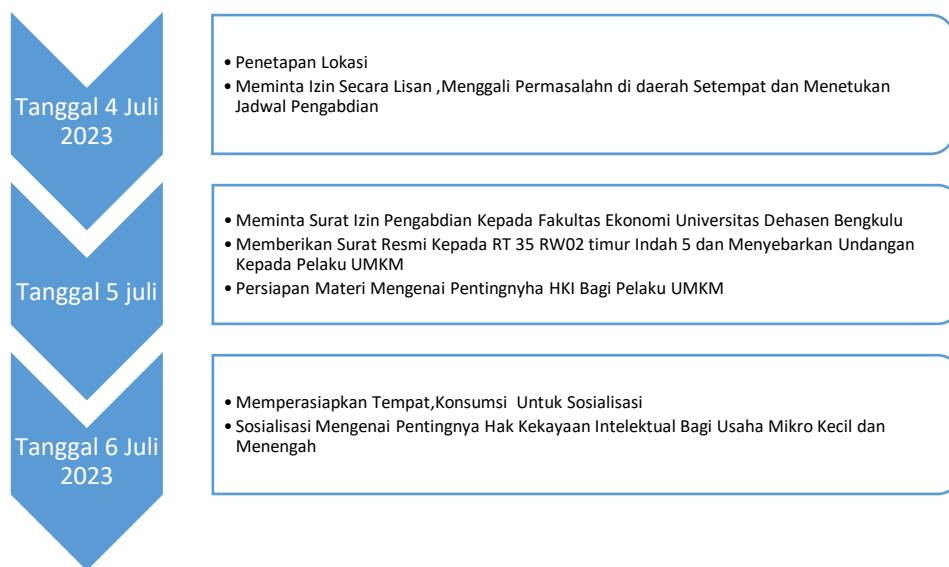 Tanggal 4 Juli
2023
• Penetapan Lokasi
• Meminta Izin Secara Lisan ,Menggali Permasalahn di daerah Setempat dan Menetukan
Jadwal Pengabdian
Tanggal 5 juli
• Meminta Surat Izin Pengabdian Kepada Fakultas Ekonomi Universitas Dehasen Bengkulu
• Memberikan Surat Resmi Kepada RT 35 RW02 timur Indah 5 dan Menyebarkan Undangan
Kepada Pelaku UMKM
• Persiapan Materi Mengenai Pentingnyha HKI Bagi Pelaku UMKM
Tanggal 6 Juli
2023
• Memperasiapkan Tempat,Konsumsi Untuk Sosialisasi
• Sosialisasi Mengenai Pentingnya Hak Kekayaan Intelektual Bagi Usaha Mikro Kecil dan
Menengah